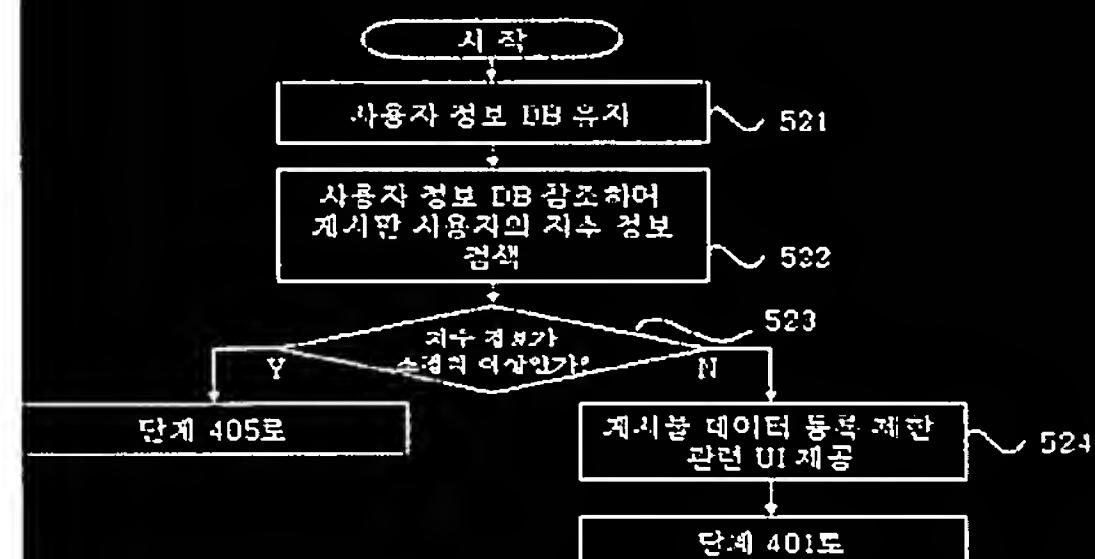 시 작
사용자 정보 DB 유지
521
사용자 정보 DB 참조하여
게시판 사용자의 지수 정보
검색
522
지수 정보가
소정치 이상인가?
523
Y
N
단계 405로
게시물 데이터 등록 제한
관련 UI 제공
524
단계 401로